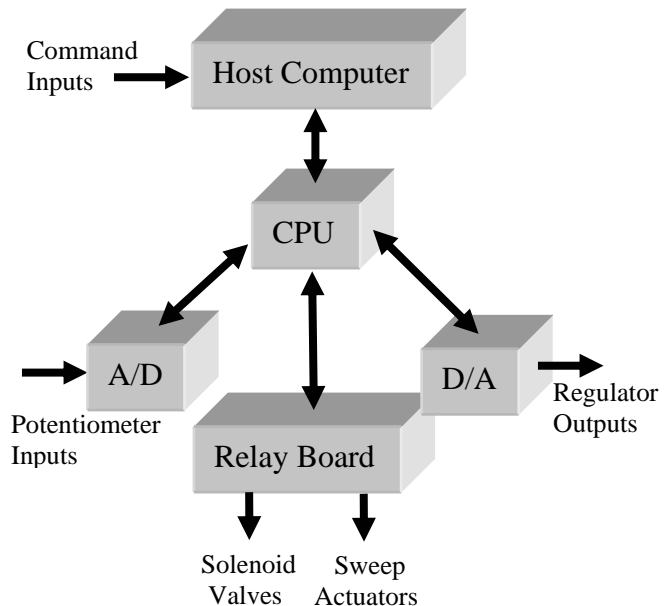 Command
Inputs
Host Computer
CPU
A/D
D/A
Potentiometer
Inputs
Regulator
Outputs
Relay Board
Solenoid
Valves
Sweep
Actuators